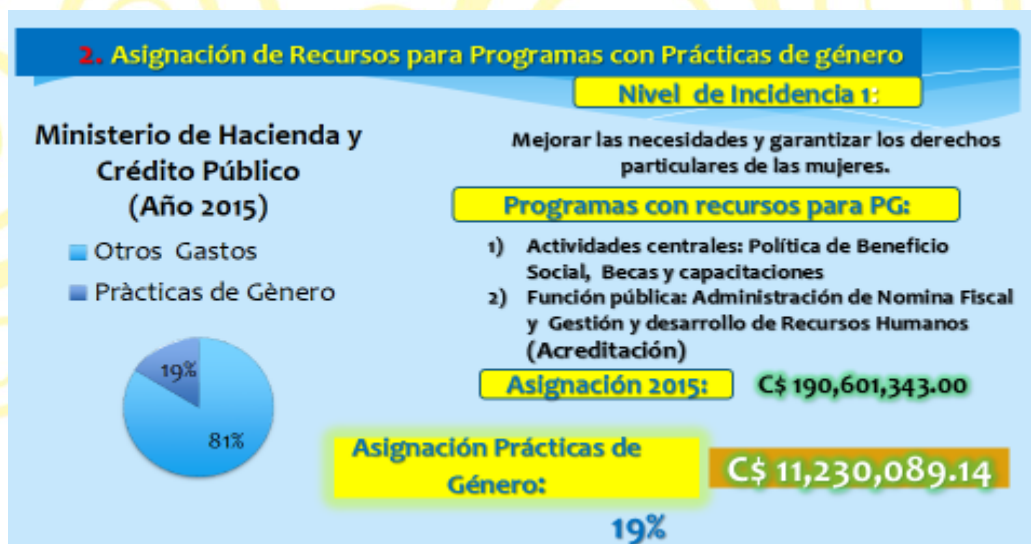 2. Asignación de Recursos para Programas con Prácticas de género
Nivel de Incidencia 1:
Ministerio de Hacienda y
Crédito Público
(Año 2015)
Otros Gastos
Pràcticas de Gènero
19%
81%
Mejorar las necesidades y garantizar los derechos
particulares de las mujeres.
Programas con recursos para PG:
1) Actividades centrales: Política de Beneficio
Social, Becas y capacitaciones
2) Función pública: Administración de Nomina Fiscal
y Gestión y desarrollo de Recursos Humanos
(Acreditación)
Asignación 2015: C$ 190,601,343.00
Asignación Prácticas de
Género:
C$ 11,230,089.14
19%